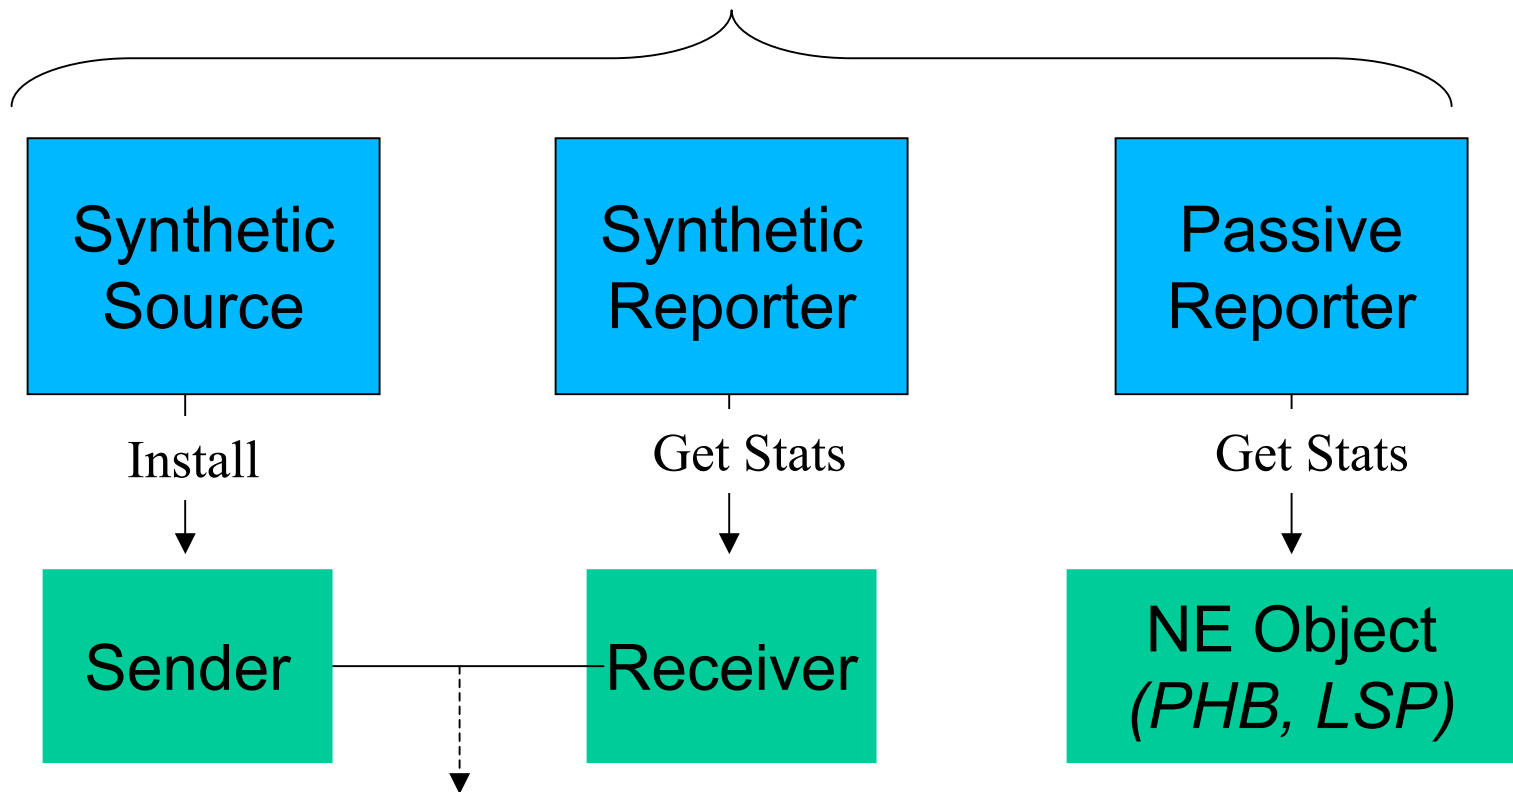 Synthetic
Source
Synthetic
Reporter
Passive
Reporter
Install
Get Stats
Get Stats
Sender
Receiver
NE Object
(PHB, LSP)